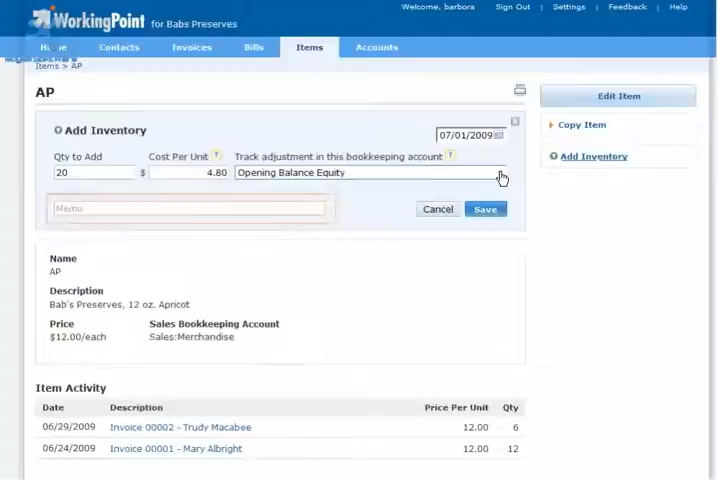 Welcome, barbora | Sign Out | Settings | Feedback | Help
WorkingPoint for Babs Preserves
Home Contacts Invoices Bills Items Accounts
Items > AP
AP
Edit Item
Add Inventory
07/01/2009
Copy Item
Qty to Add Cost Per Unit ? Track adjustment in this bookkeeping account ?
Add Inventory
20 $ 4.80 Opening Balance Equity
Memo Cancel Save
Name
AP
Description
Bab's Preserves, 12 oz. Apricot
Price Sales Bookkeeping Account
$12.00/each Sales:Merchandise
Item Activity
Date Description Price Per Unit Qty
06/29/2009 Invoice 00002 - Trudy Macabee 12.00 6
06/24/2009 Invoice 00001 - Mary Albright 12.00 12